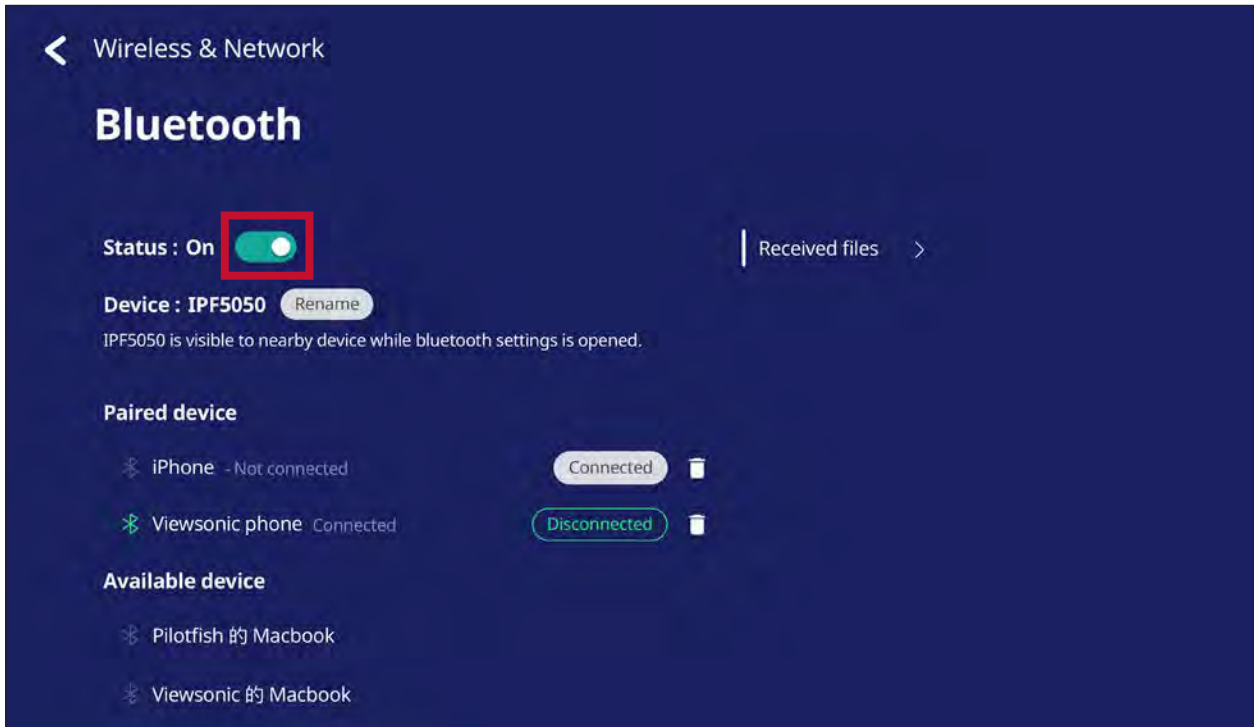 Wireless & Network
Bluetooth
Status : On
Received files
Device : IPF5050 Rename
IPF5050 is visible to nearby device while bluetooth settings is opened.
Paired device
iPhone - Not connected Connected
Viewsonic phone Connected Disconnected
Available device
Pilotfish 的 Macbook
Viewsonic 的 Macbook